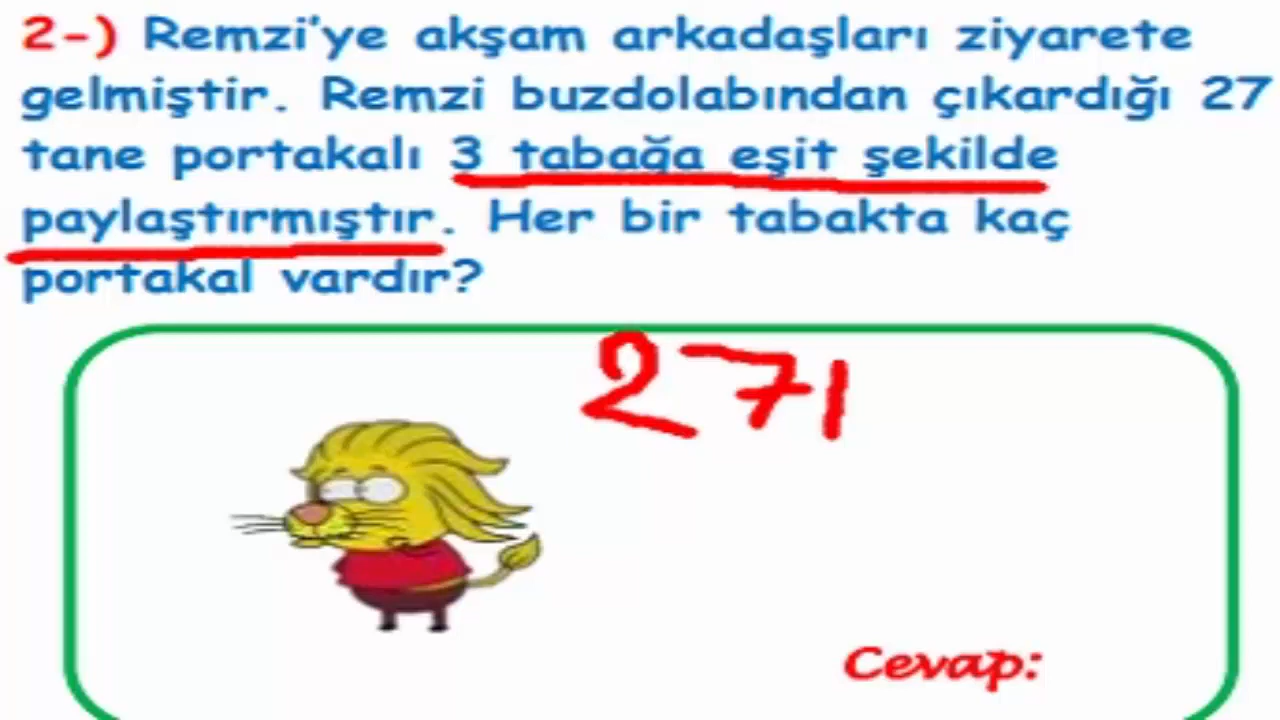 2-) Remzi’ye akşam arkadaşları ziyarete
gelmiştir. Remzi buzdolabından çıkardığı 27
tane portakalı 3 tabağa eşit şekilde
paylaştırmıştır. Her bir tabakta kaç
portakal vardır?
27|
Cevap: